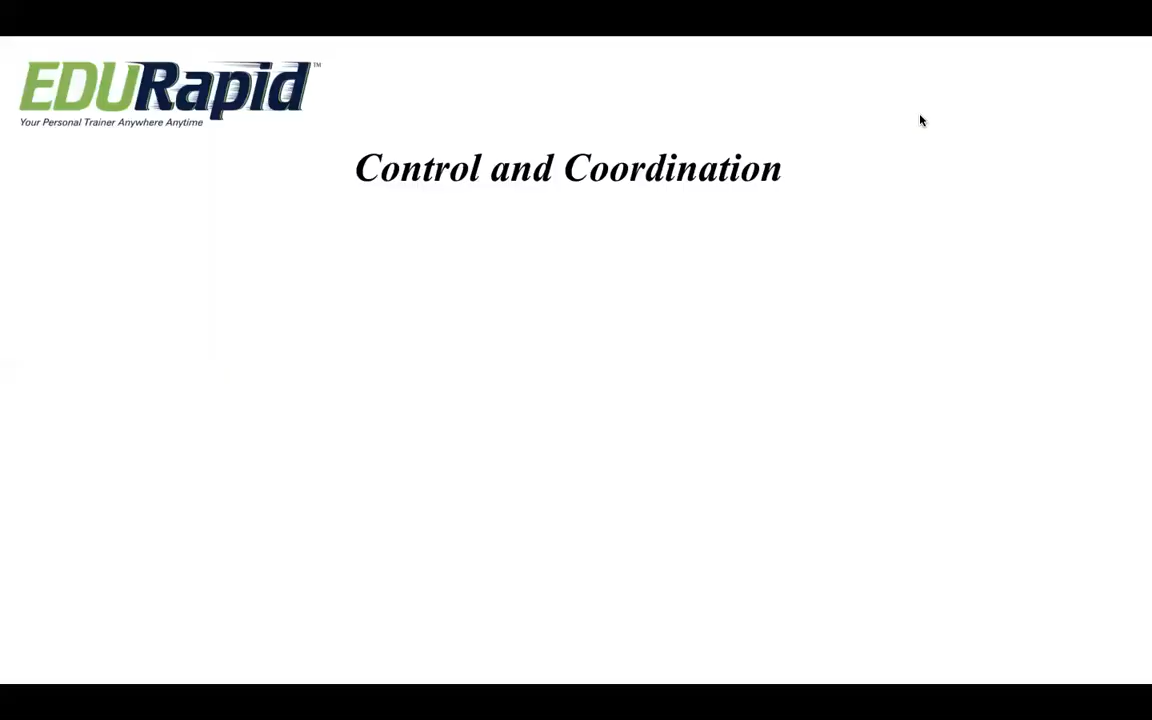 EDURapid™
Your Personal Trainer Anywhere Anytime
Control and Coordination